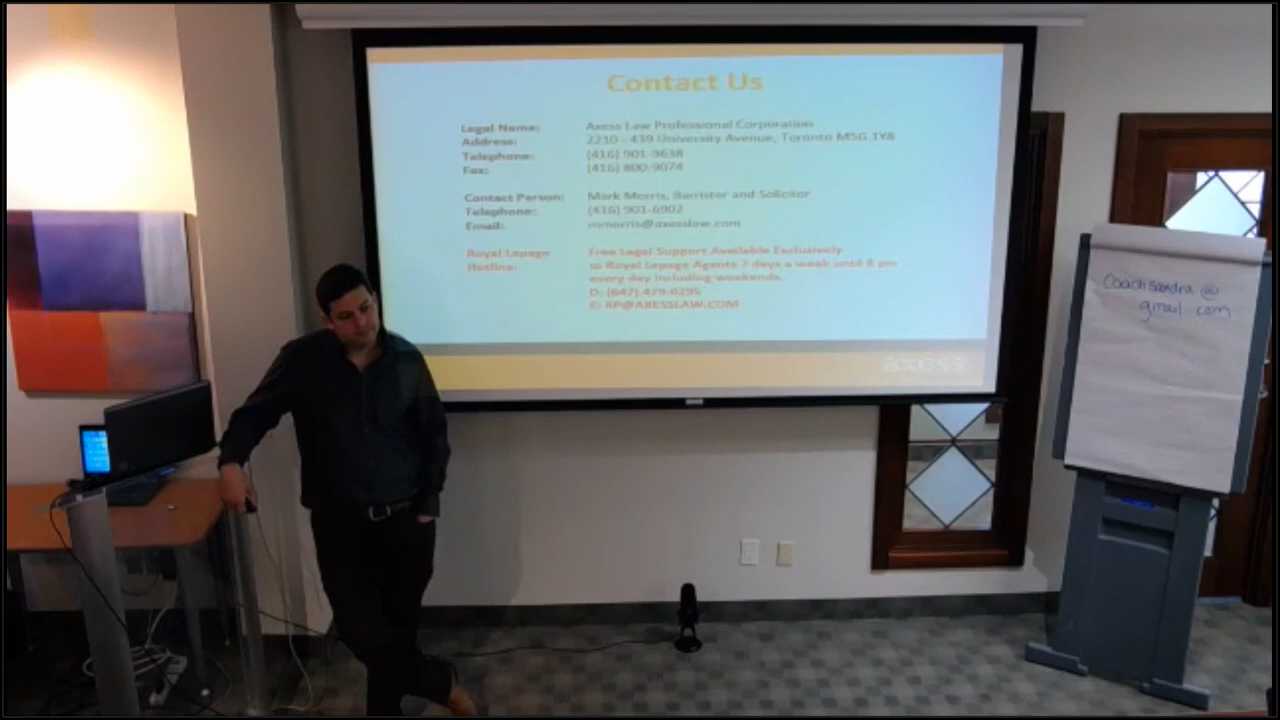 Contact Us
Legal Name: Axess Law Professional Corporation
Address: 2210 - 439 University Avenue, Toronto M5G 1Y8
Telephone: (416) 901-9638
Fax: (416) 800-9074
Contact Person: Mark Morris, Barrister and Solicitor
Telephone: (416) 901-6902
Email: mmorris@axesslaw.com
Royal Lepage Free Legal Support Available Exclusively
Hotline: to Royal Lepage Agents 7 days a week until 8 pm
every day including weekends.
D: (647) 479-0295
E: RP@AXESSLAW.COM
axess
Coachsandra @
gmail com